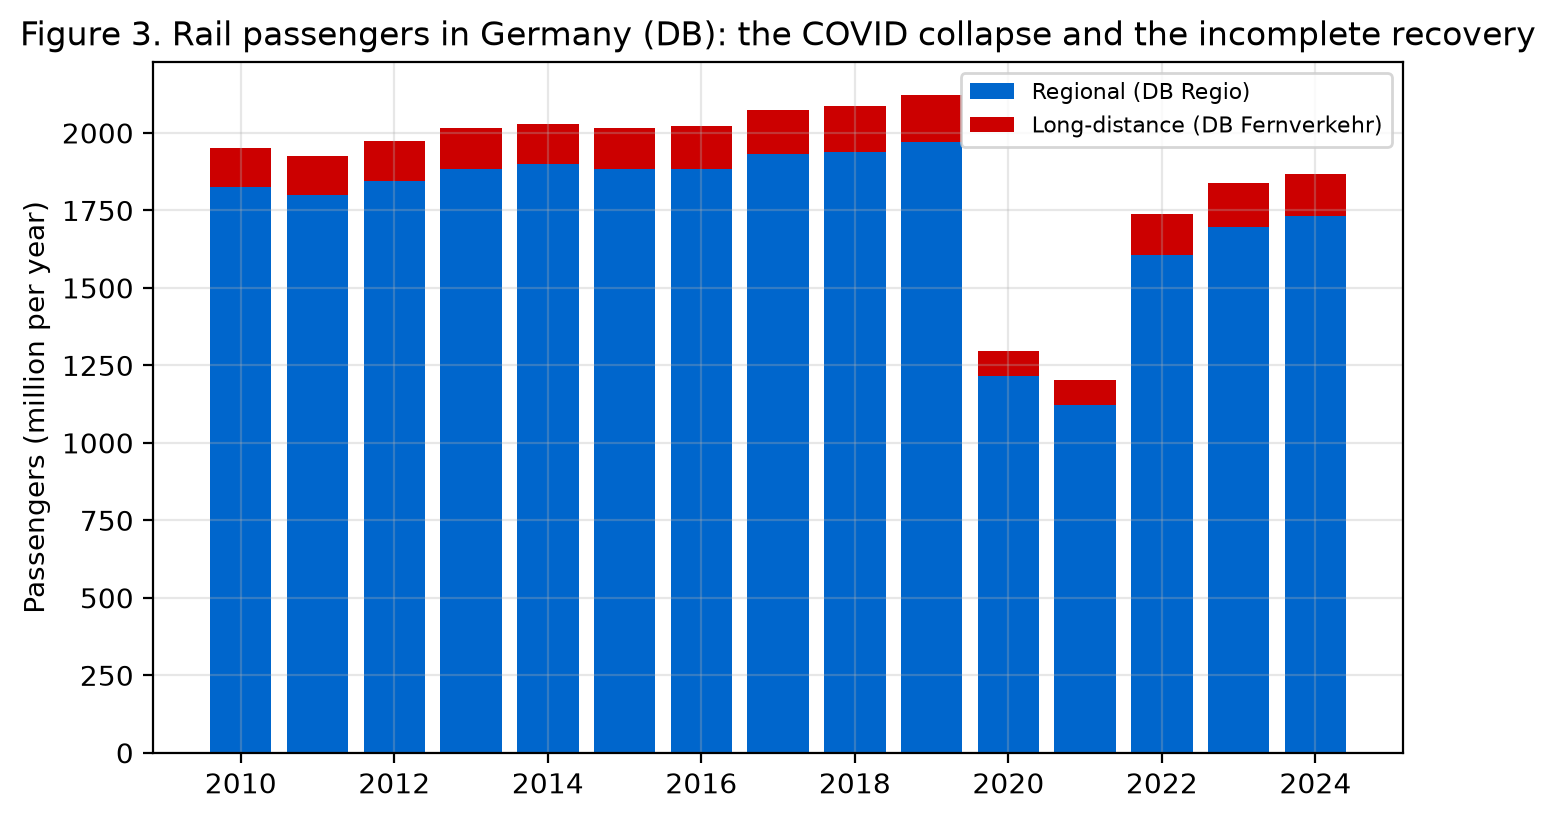 Figure 3. Rail passengers in Germany (DB): the COVID collapse and the incomplete recovery
Regional (DB Regio)
Long-distance (DB Fernverkehr)
Passengers (million per year)
2000
1750
1500
1250
1000
750
500
250
0
2010 2012 2014 2016 2018 2020 2022 2024